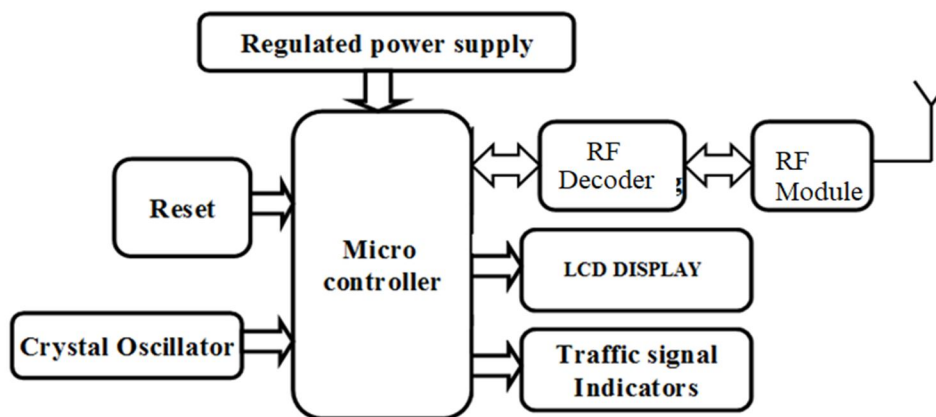 Regulated power supply
RF
Decoder
RF
Module
Reset
Micro
controller
LCD DISPLAY
Crystal Oscillator
Traffic signal
Indicators